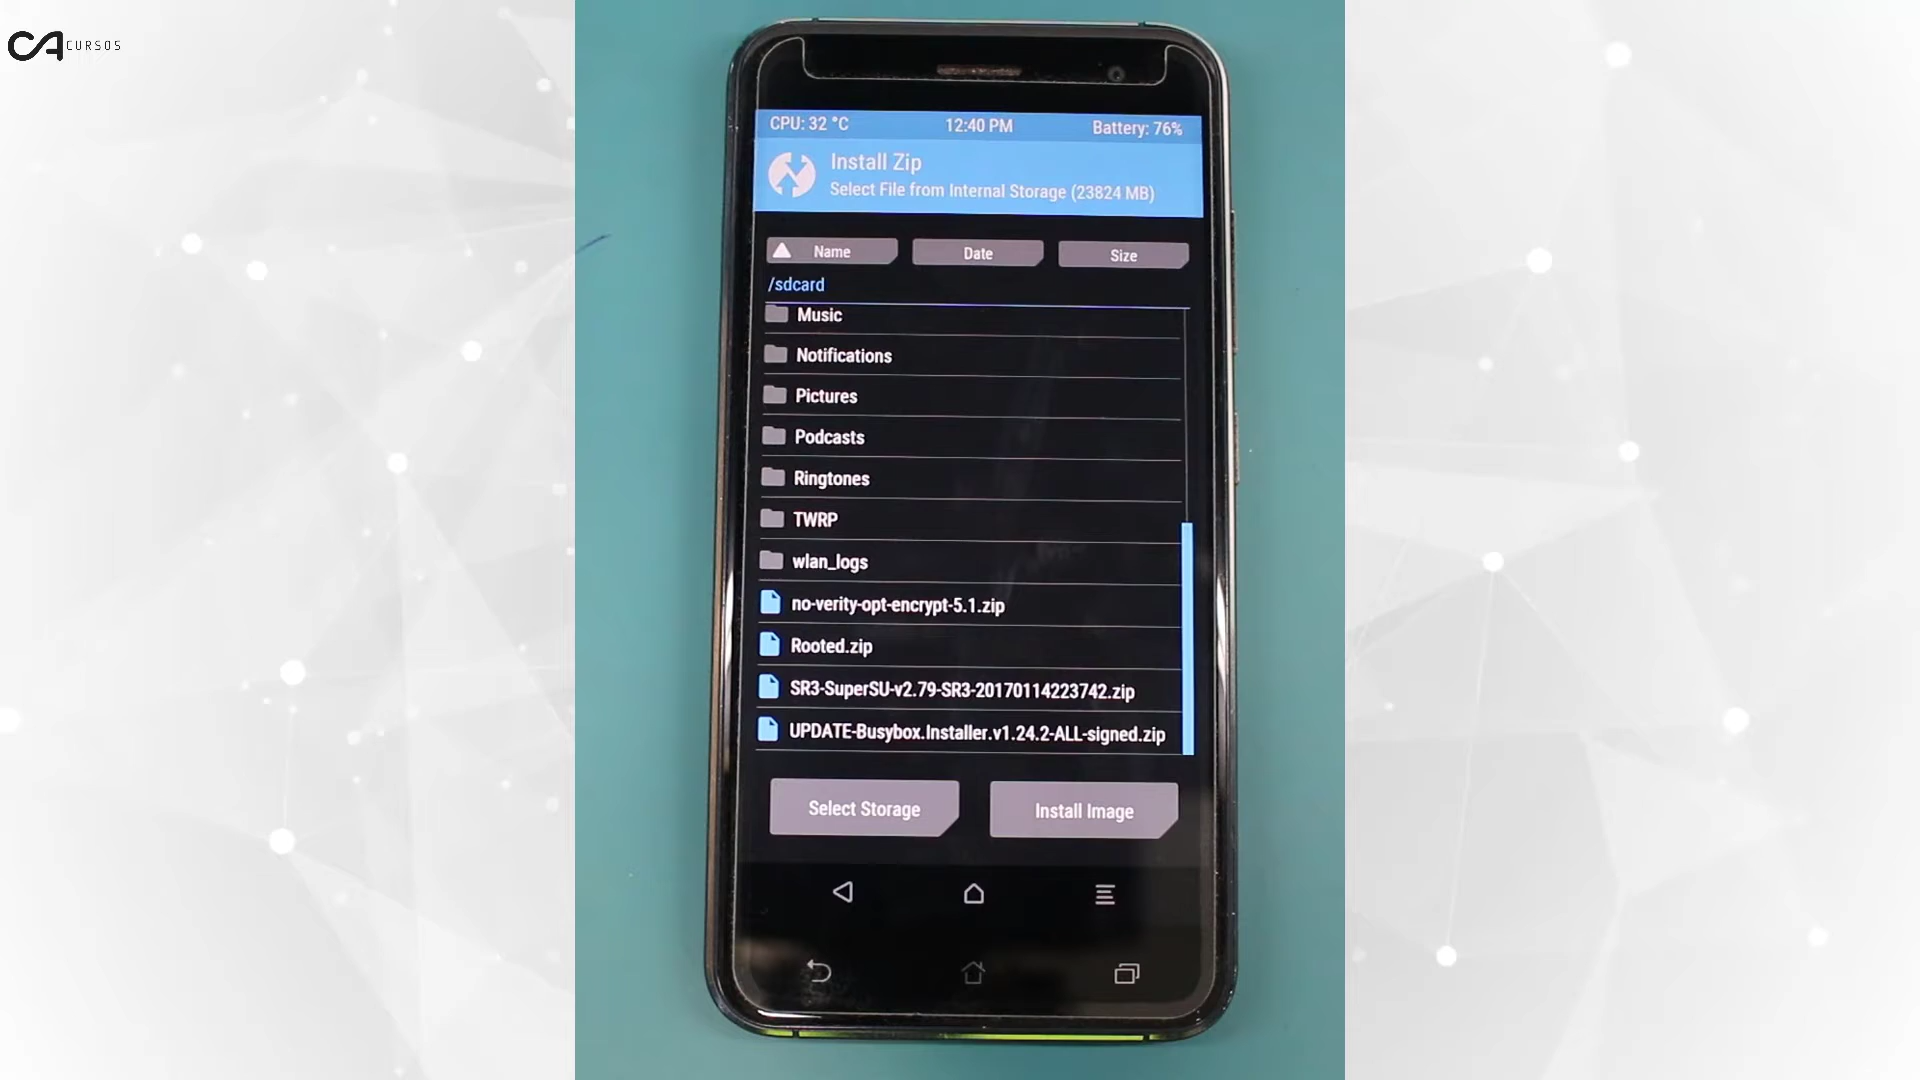 CA CURSOS
CPU: 32 °C 12:40 PM Battery: 76%
Install Zip
Select File from Internal Storage (23824 MB)
Name Date Size
/sdcard
Music
Notifications
Pictures
Podcasts
Ringtones
TWRP
wlan_logs
no-verity-opt-encrypt-5.1.zip
Rooted.zip
SR3-SuperSU-v2.79-SR3-20170114223742.zip
UPDATE-Busybox.Installer.v1.24.2-ALL-signed.zip
Select Storage Install Image